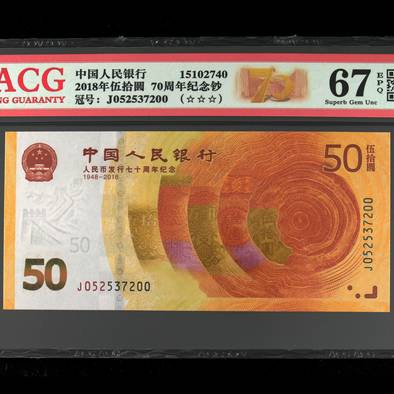 ACG
NG GUARANTY
中国人民银行 15102740
2018年伍拾圆 70周年纪念钞
冠号: J052537200 (☆☆☆)
70
67 EPQ
Superb Gem Unc
中国人民银行
人民币发行七十周年纪念
1948-2018
50 伍拾圆
50
J052537200
50
J052537200